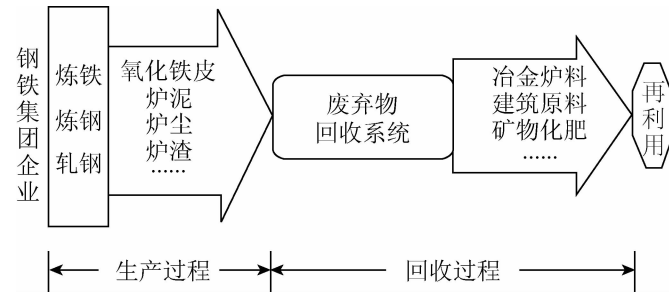 钢铁集团企业
炼铁
炼钢
轧钢
氧化铁皮
炉泥
炉尘
炉渣
……
废弃物
回收系统
冶金炉料
建筑原料
矿物化肥
……
再利用
生产过程
回收过程